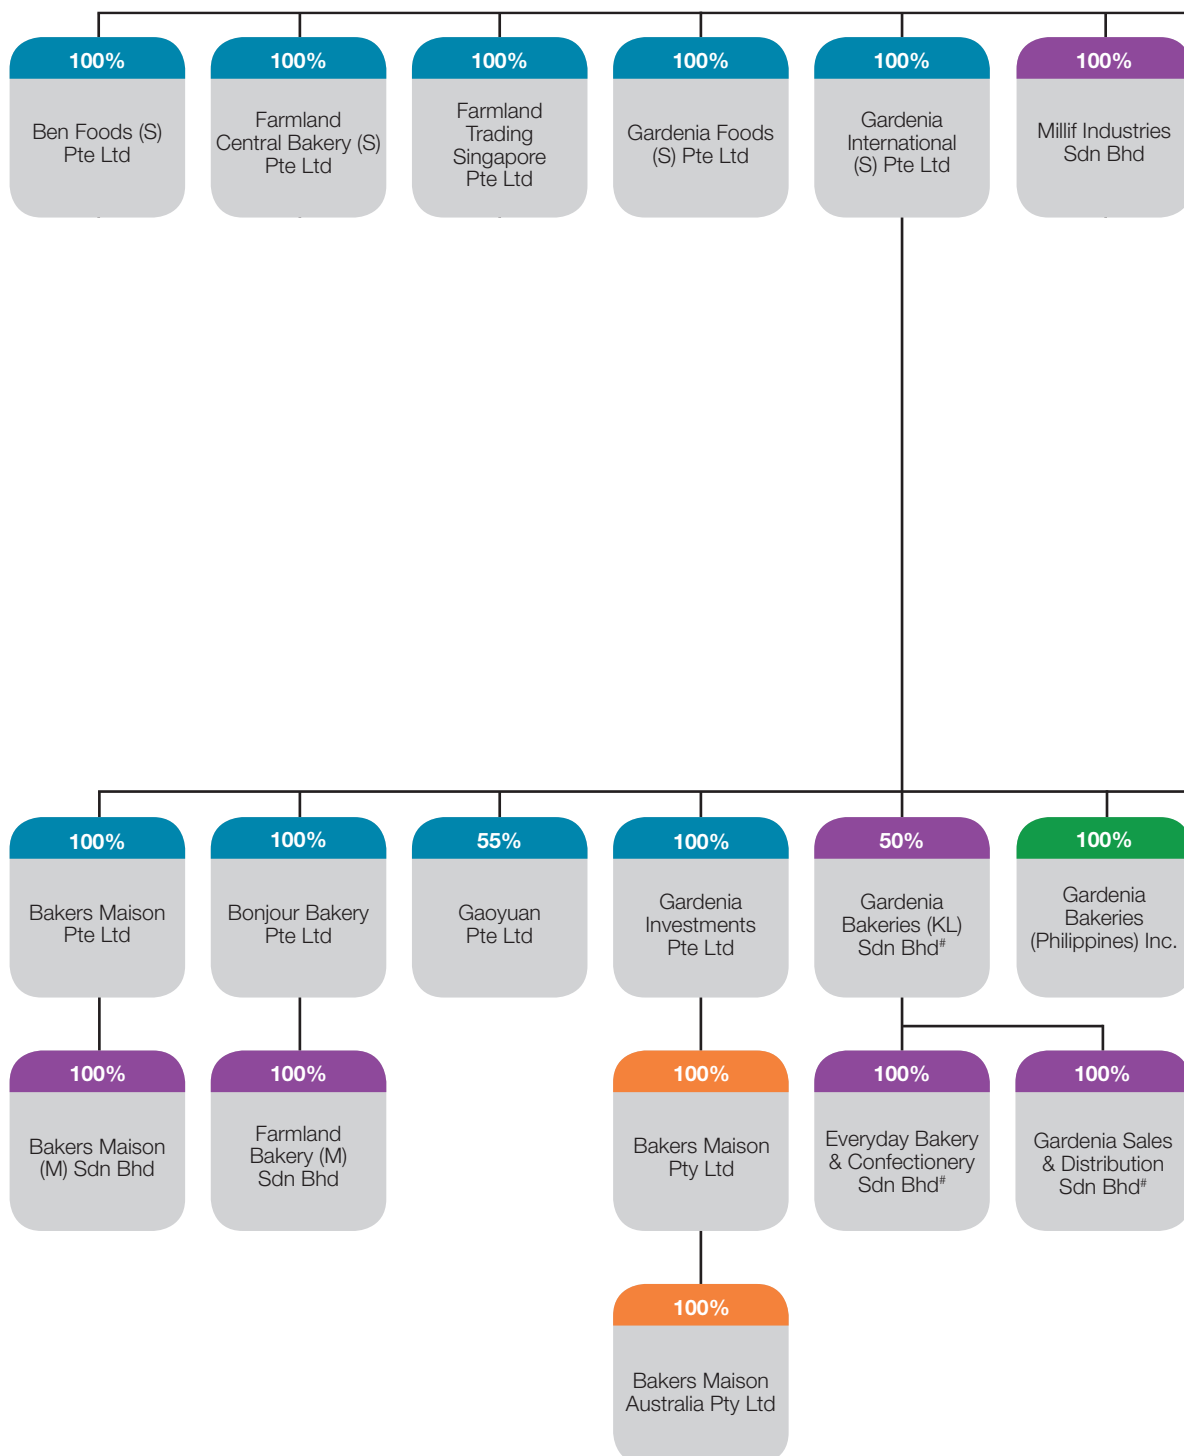 100%
Ben Foods (S)
Pte Ltd
100%
Farmland
Central Bakery (S)
Pte Ltd
100%
Farmland
Trading
Singapore
Pte Ltd
100%
Gardenia Foods
(S) Pte Ltd
100%
Gardenia
International
(S) Pte Ltd
100%
Millif Industries
Sdn Bhd
100%
Bakers Maison
Pte Ltd
100%
Bonjour Bakery
Pte Ltd
55%
Gaoyuan
Pte Ltd
100%
Gardenia
Investments
Pte Ltd
50%
Gardenia
Bakeries (KL)
Sdn Bhd#
100%
Gardenia
Bakeries
(Philippines) Inc.
100%
Bakers Maison
(M) Sdn Bhd
100%
Farmland
Bakery (M)
Sdn Bhd
100%
Bakers Maison
Pty Ltd
100%
Everyday Bakery
& Confectionery
Sdn Bhd#
100%
Gardenia Sales
& Distribution
Sdn Bhd#
100%
Bakers Maison
Australia Pty Ltd